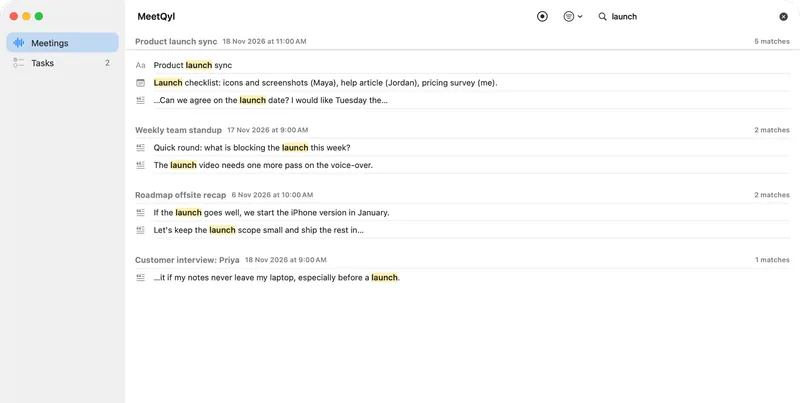 MeetQyl
launch
Meetings
Tasks 2
Product launch sync 18 Nov 2026 at 11:00 AM 5 matches
Aa Product launch sync
Launch checklist: icons and screenshots (Maya), help article (Jordan), pricing survey (me).
...Can we agree on the launch date? I would like Tuesday the...
Weekly team standup 17 Nov 2026 at 9:00 AM 2 matches
Quick round: what is blocking the launch this week?
The launch video needs one more pass on the voice-over.
Roadmap offsite recap 6 Nov 2026 at 10:00 AM 2 matches
If the launch goes well, we start the iPhone version in January.
Let's keep the launch scope small and ship the rest in...
Customer interview: Priya 18 Nov 2026 at 9:00 AM 1 matches
...it if my notes never leave my laptop, especially before a launch.